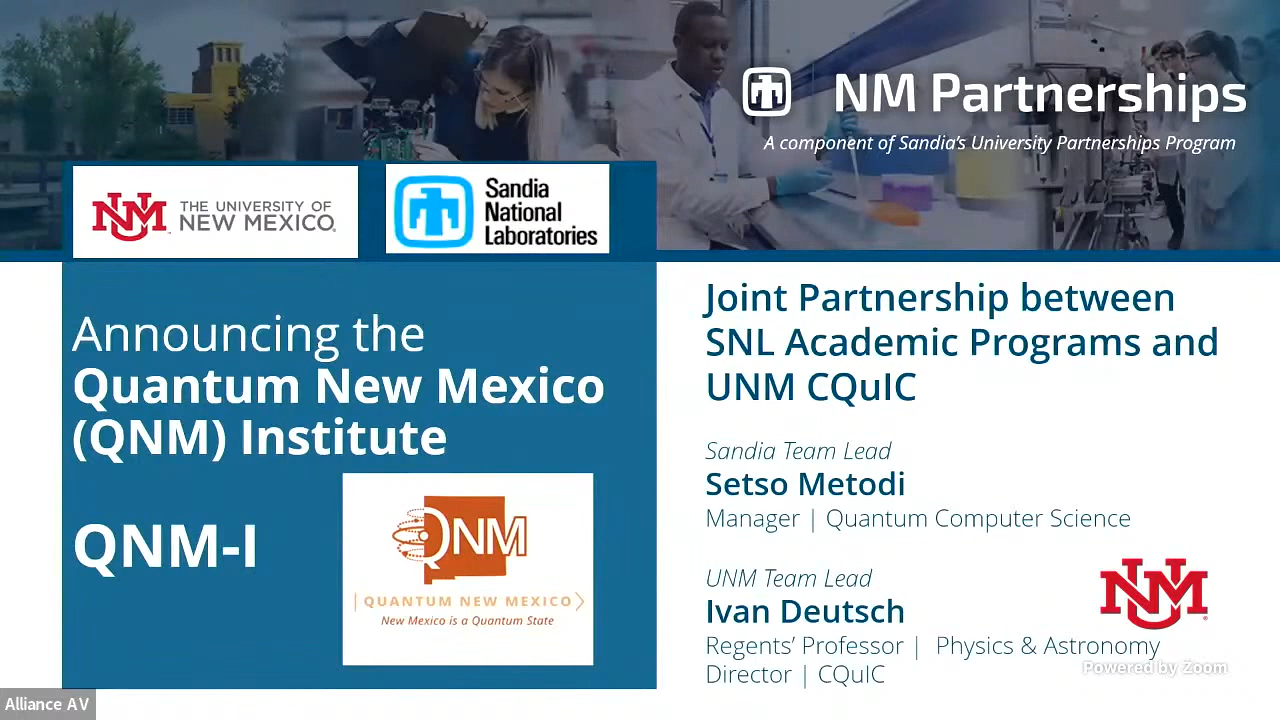 NM Partnerships
A component of Sandia's University Partnerships Program
UNM
THE UNIVERSITY OF
NEW MEXICO
Sandia
National
Laboratories
Announcing the
Quantum New Mexico
(QNM) Institute
QNM-I
QNM
|QUANTUM NEW MEXICO⟩
New Mexico is a Quantum State
Joint Partnership between
SNL Academic Programs and
UNM CQuIC
Sandia Team Lead
Setso Metodi
Manager | Quantum Computer Science
UNM Team Lead
Ivan Deutsch
Regents' Professor | Physics & Astronomy
Director | CQuIC
UNM
Powered by Zoom
Alliance AV